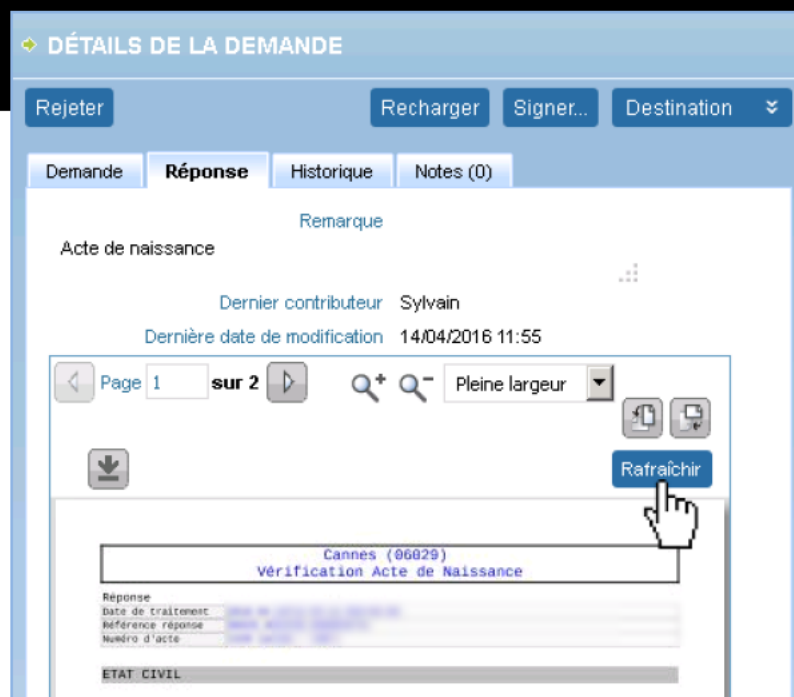 DÉTAILS DE LA DEMANDE
Rejeter Recharger Signer... Destination
Demande Réponse Historique Notes (0)
Remarque
Acte de naissance
Dernier contributeur Sylvain
Dernière date de modification 14/04/2016 11:55
Page 1 sur 2 Pleine largeur
Rafraîchir
Cannes (06029)
Vérification Acte de Naissance
Réponse
Date de traitement
Référence réponse
Numéro d'acte
ETAT CIVIL